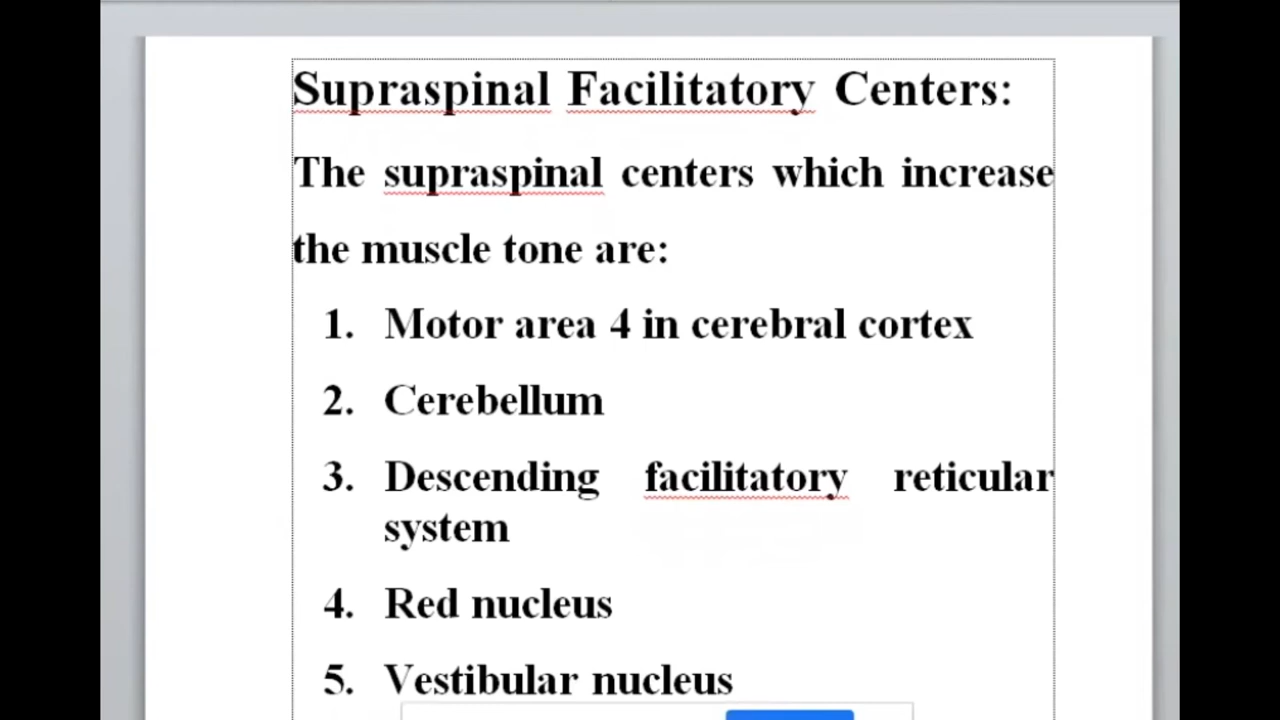 Supraspinal Facilitatory Centers:
The supraspinal centers which increase
the muscle tone are:
1. Motor area 4 in cerebral cortex
2. Cerebellum
3. Descending facilitatory reticular
system
4. Red nucleus
5. Vestibular nucleus